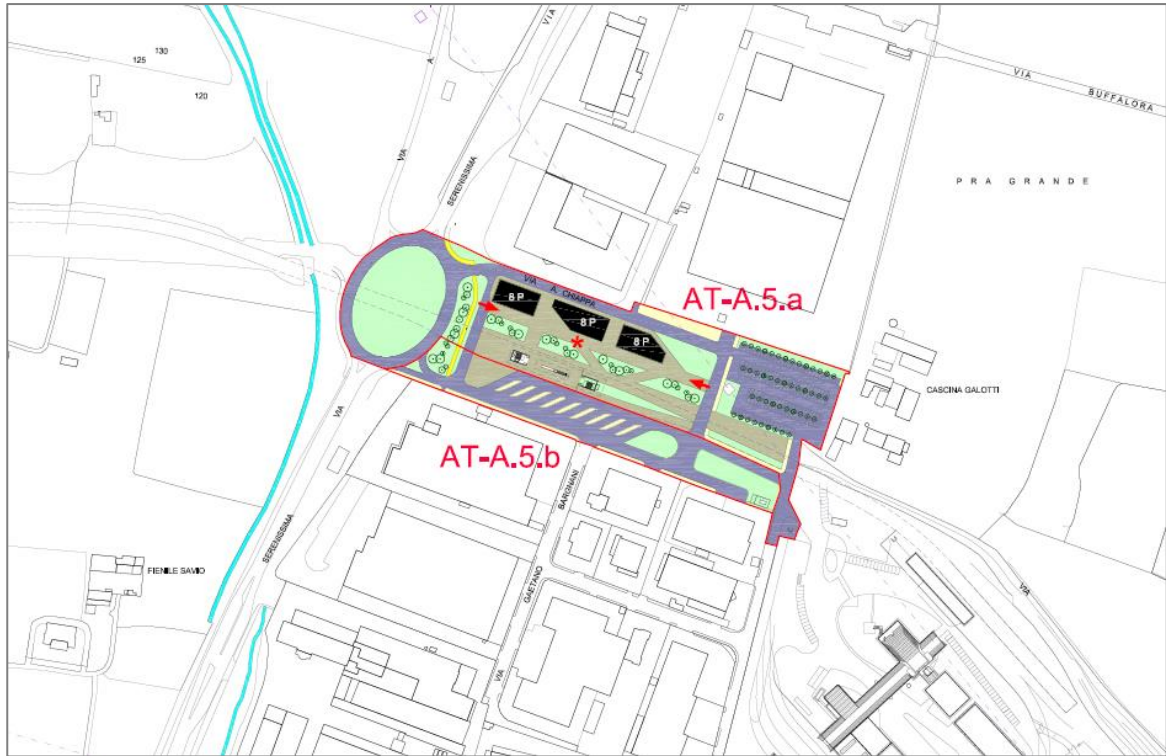 130
125
120
VIA
VIA
BUFFALORA
A
VIA
SERENISSIMA
PRA GRANDE
VIA A. CHIAPPA
AT-A.5.a
8 P
8 P
8 P
*
CASCINA GALOTTI
VIA
AT-A.5.b
BARGNANI
GAETANO
VIA
SERENISSIMA
FIENILE SAVIO
VIA